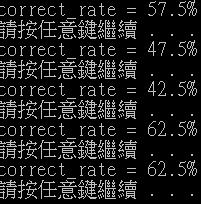 correct_rate = 57.5%
請按任意鍵繼續 . . .
correct_rate = 47.5%
請按任意鍵繼續 . . .
correct_rate = 42.5%
請按任意鍵繼續 . . .
correct_rate = 62.5%
請按任意鍵繼續 . . .
correct_rate = 62.5%
請按任意鍵繼續 . . .